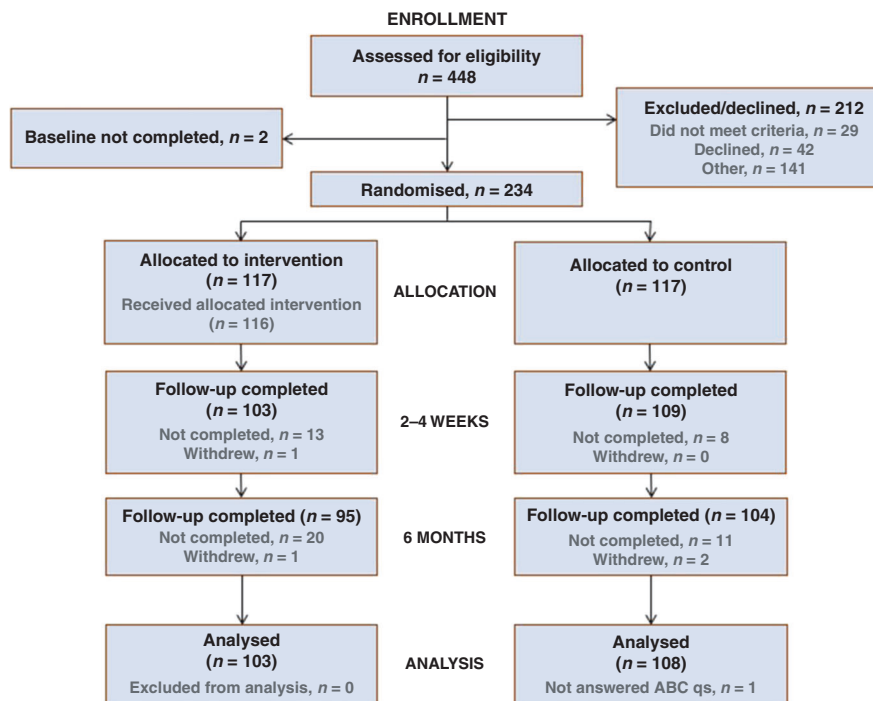 ENROLLMENT
Assessed for eligibility
n = 448
Baseline not completed, n = 2
Excluded/declined, n = 212
Did not meet criteria, n = 29
Declined, n = 42
Other, n = 141
Randomised, n = 234
Allocated to intervention
(n = 117)
Received allocated intervention
(n = 116)
ALLOCATION
Allocated to control
(n = 117)
Follow-up completed
(n = 103)
Not completed, n = 13
Withdrew, n = 1
2–4 WEEKS
Follow-up completed
(n = 109)
Not completed, n = 8
Withdrew, n = 0
Follow-up completed (n = 95)
Not completed, n = 20
Withdrew, n = 1
6 MONTHS
Follow-up completed (n = 104)
Not completed, n = 11
Withdrew, n = 2
Analysed
(n = 103)
Excluded from analysis, n = 0
ANALYSIS
Analysed
(n = 108)
Not answered ABC qs, n = 1